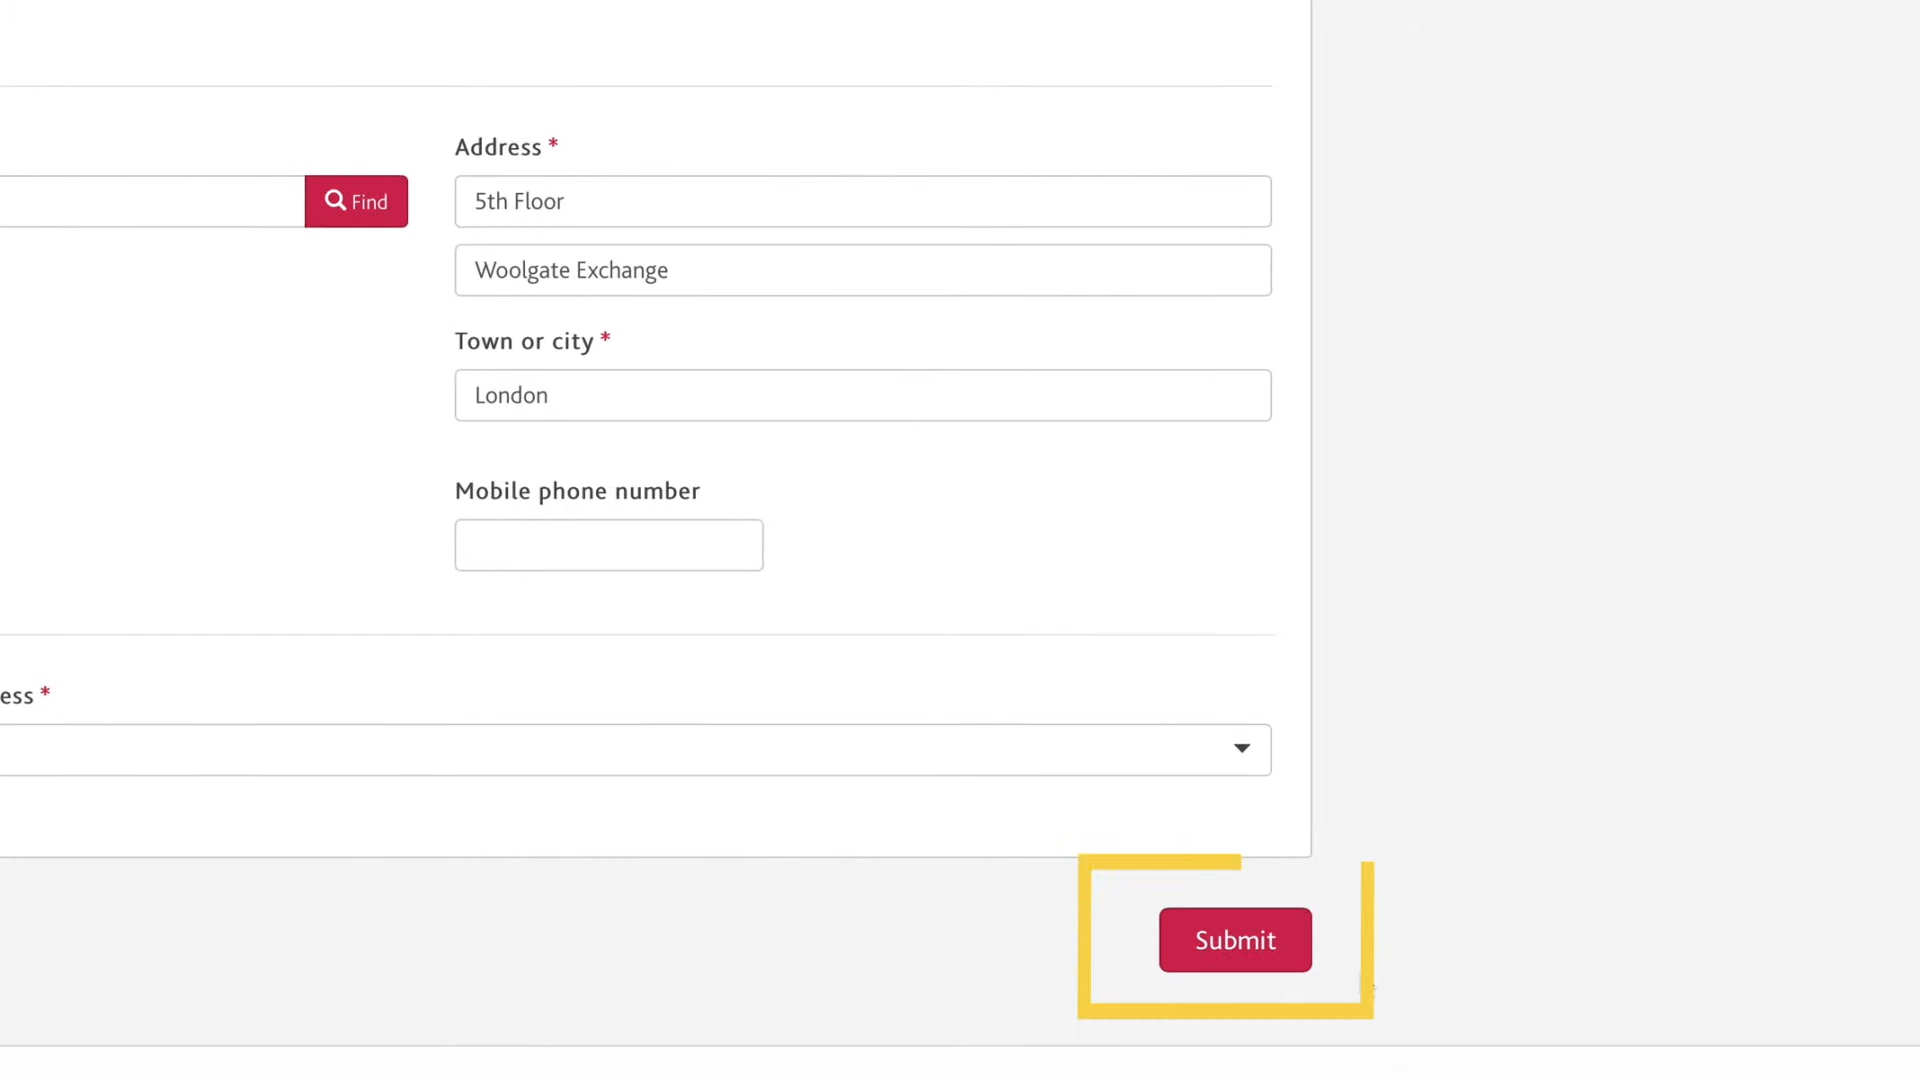 Address *
Find
5th Floor
Woolgate Exchange
Town or city *
London
Mobile phone number
ess *
Submit